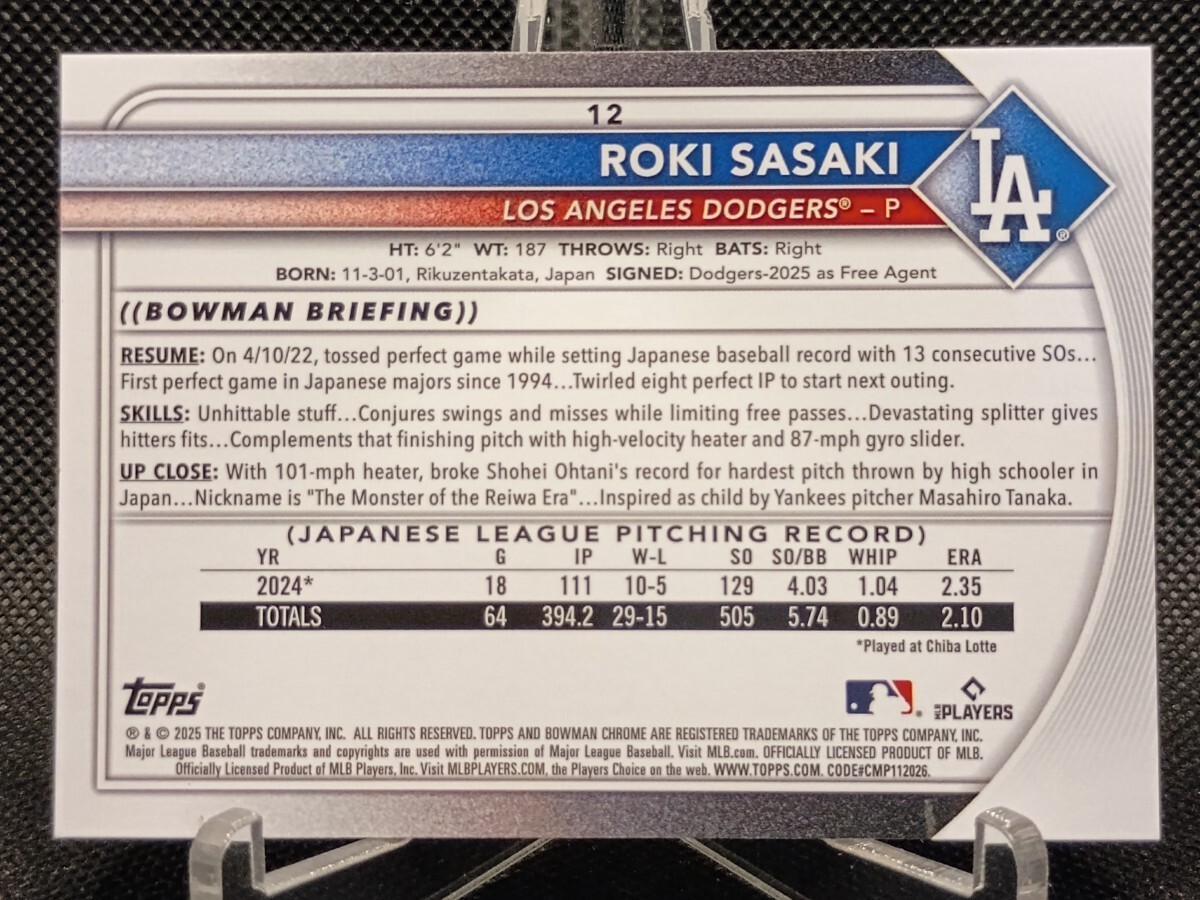 12
ROKI SASAKI
LOS ANGELES DODGERS® – P
LA®
HT: 6'2" WT: 187 THROWS: Right BATS: Right
BORN: 11-3-01, Rikuzentakata, Japan SIGNED: Dodgers-2025 as Free Agent
((BOWMAN BRIEFING))
RESUME: On 4/10/22, tossed perfect game while setting Japanese baseball record with 13 consecutive SOs...
First perfect game in Japanese majors since 1994...Twirled eight perfect IP to start next outing.
SKILLS: Unhittable stuff...Conjures swings and misses while limiting free passes...Devastating splitter gives
hitters fits...Complements that finishing pitch with high-velocity heater and 87-mph gyro slider.
UP CLOSE: With 101-mph heater, broke Shohei Ohtani's record for hardest pitch thrown by high schooler in
Japan...Nickname is "The Monster of the Reiwa Era"...Inspired as child by Yankees pitcher Masahiro Tanaka.
(JAPANESE LEAGUE PITCHING RECORD)
YR G IP W-L SO SO/BB WHIP ERA
2024* 18 111 10-5 129 4.03 1.04 2.35
TOTALS 64 394.2 29-15 505 5.74 0.89 2.10
*Played at Chiba Lotte
topps®
MLB PLAYERS
® & © 2025 THE TOPPS COMPANY, INC. ALL RIGHTS RESERVED. TOPPS AND BOWMAN CHROME ARE REGISTERED TRADEMARKS OF THE TOPPS COMPANY, INC.
Major League Baseball trademarks and copyrights are used with permission of Major League Baseball. Visit MLB.com. OFFICIALLY LICENSED PRODUCT OF MLB.
Officially Licensed Product of MLB Players, Inc. Visit MLBPLAYERS.COM, the Players Choice on the web. WWW.TOPPS.COM. CODE#CMP112026.